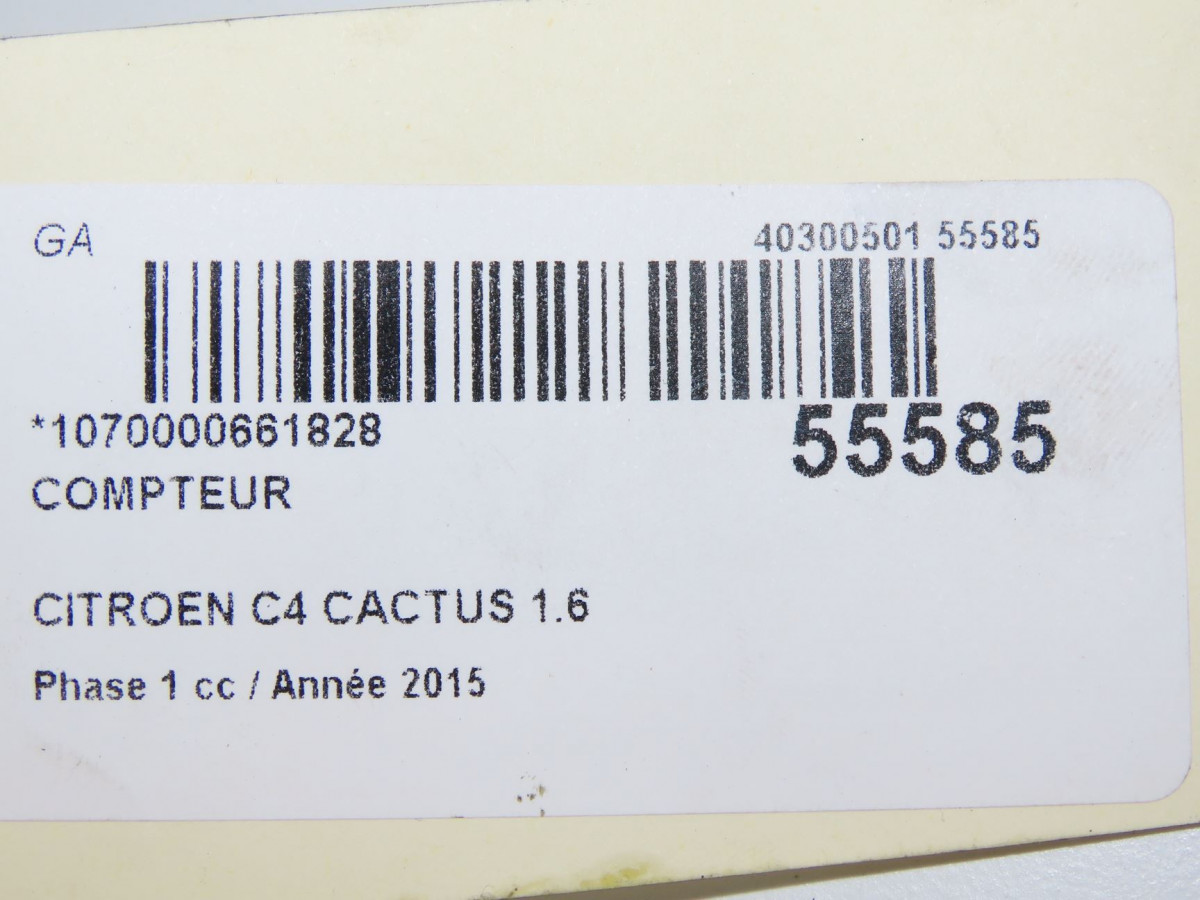 GA 40300501 55585
*1070000661828 55585
COMPTEUR
CITROEN C4 CACTUS 1.6
Phase 1 cc / Année 2015